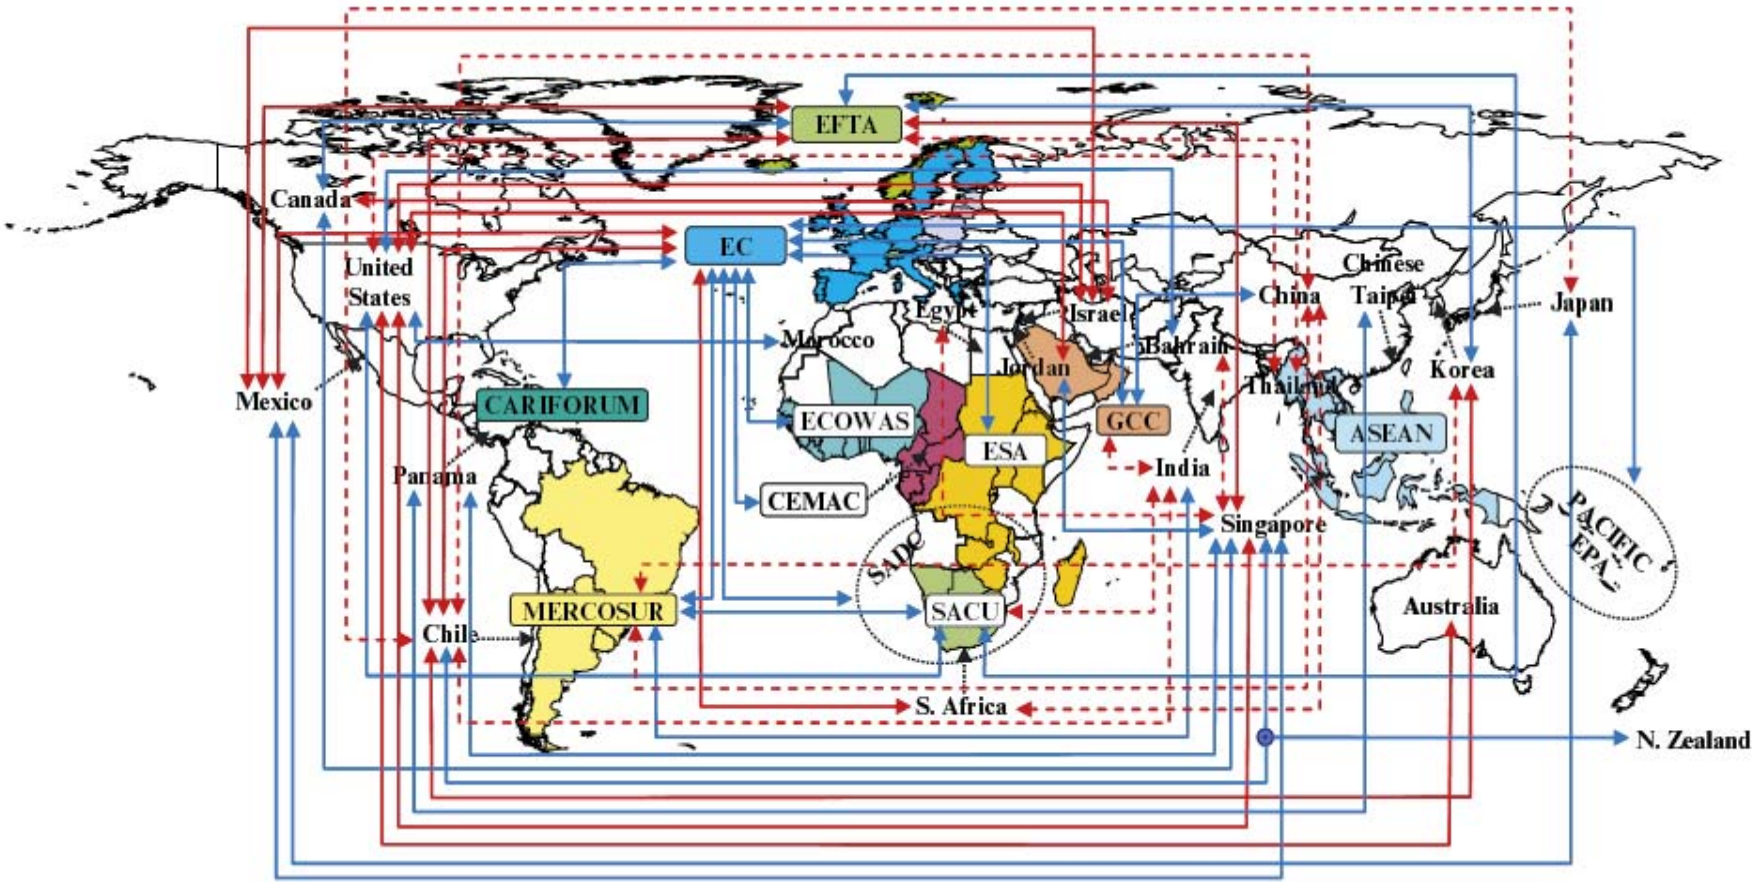 EFTA
Canada
EC
United
States
Chinese
China
Taipei
Japan
Egypt
Israel
Morocco
Bahrain
Jordan
Korea
Thailand
Mexico
CARIFORUM
ECOWAS
GCC
ASEAN
ESA
Panama
India
CEMAC
Singapore
PACIFIC
EPA
SADC
MERCOSUR
SACU
Australia
Chile
S. Africa
N. Zealand